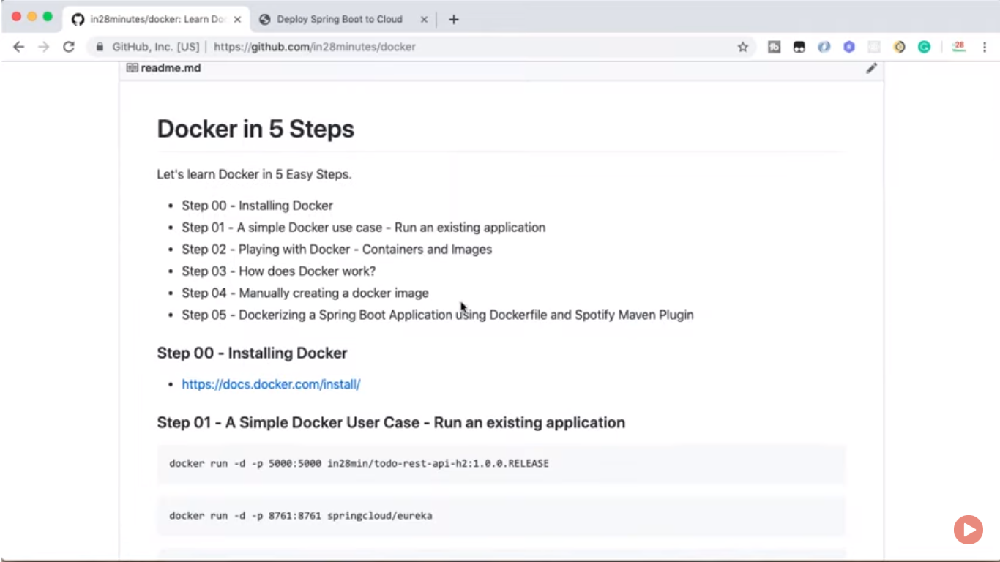 in28minutes/docker: Learn Do
Deploy Spring Boot to Cloud
GitHub, Inc. [US] | https://github.com/in28minutes/docker
readme.md
Docker in 5 Steps
Let's learn Docker in 5 Easy Steps.
• Step 00 - Installing Docker
• Step 01 - A simple Docker use case - Run an existing application
• Step 02 - Playing with Docker - Containers and Images
• Step 03 - How does Docker work?
• Step 04 - Manually creating a docker image
• Step 05 - Dockerizing a Spring Boot Application using Dockerfile and Spotify Maven Plugin
Step 00 - Installing Docker
• https://docs.docker.com/install/
Step 01 - A Simple Docker User Case - Run an existing application
docker run -d -p 5000:5000 in28min/todo-rest-api-h2:1.0.0.RELEASE
docker run -d -p 8761:8761 springcloud/eureka